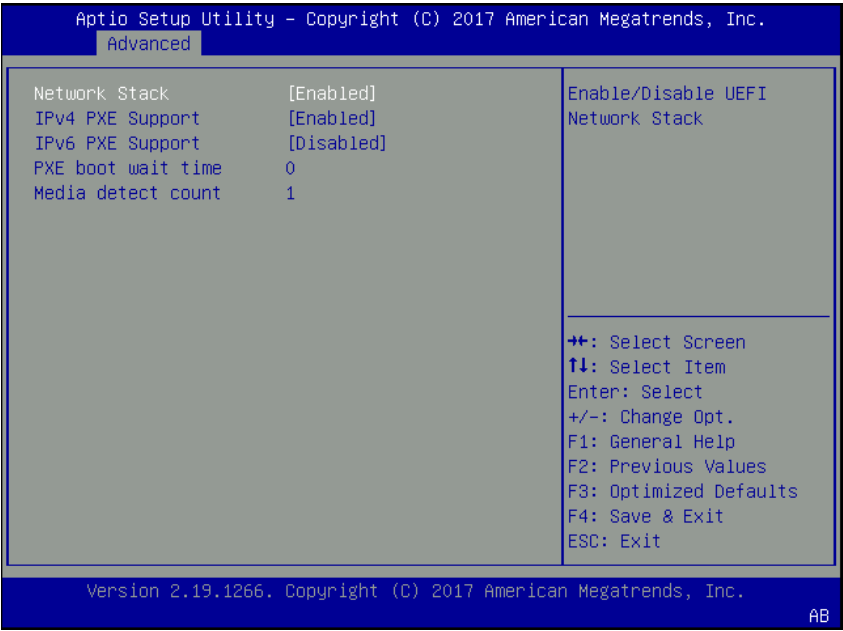 Aptio Setup Utility – Copyright (C) 2017 American Megatrends, Inc.
Advanced
Network Stack [Enabled]
IPv4 PXE Support [Enabled]
IPv6 PXE Support [Disabled]
PXE boot wait time 0
Media detect count 1
Enable/Disable UEFI
Network Stack
→←: Select Screen
↑↓: Select Item
Enter: Select
+/-: Change Opt.
F1: General Help
F2: Previous Values
F3: Optimized Defaults
F4: Save & Exit
ESC: Exit
Version 2.19.1266. Copyright (C) 2017 American Megatrends, Inc.
AB